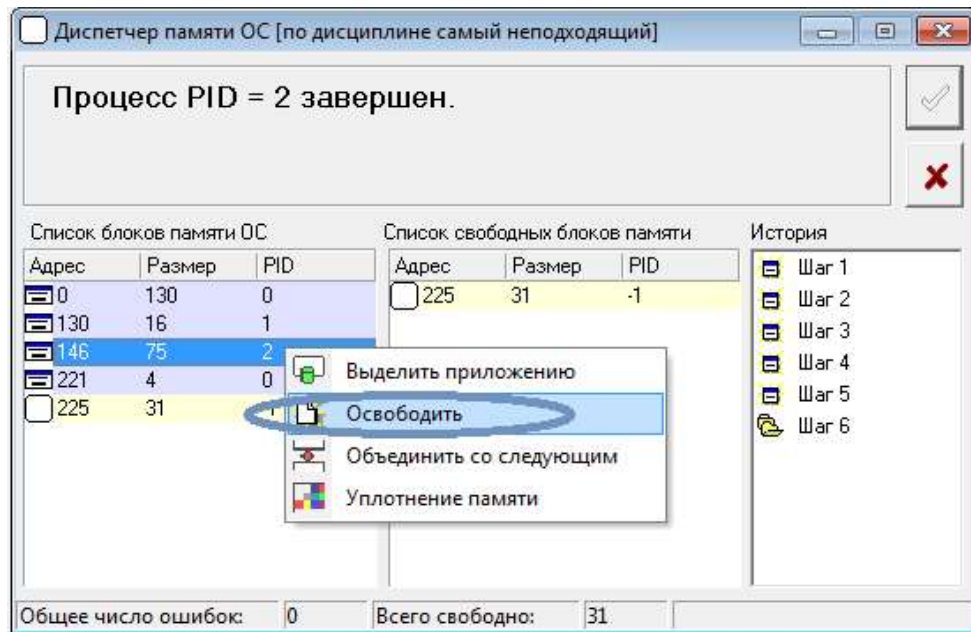 Диспетчер памяти ОС [по дисциплине самый неподходящий]
Процесс PID = 2 завершен.
Список блоков памяти ОС
Адрес Размер PID
0 130 0
130 16 1
146 75 2
221 4 0
225 31
Список свободных блоков памяти
Адрес Размер PID
225 31 -1
Выделить приложению
Освободить
Объединить со следующим
Уплотнение памяти
История
Шаг 1
Шаг 2
Шаг 3
Шаг 4
Шаг 5
Шаг 6
Общее число ошибок: 0 Всего свободно: 31